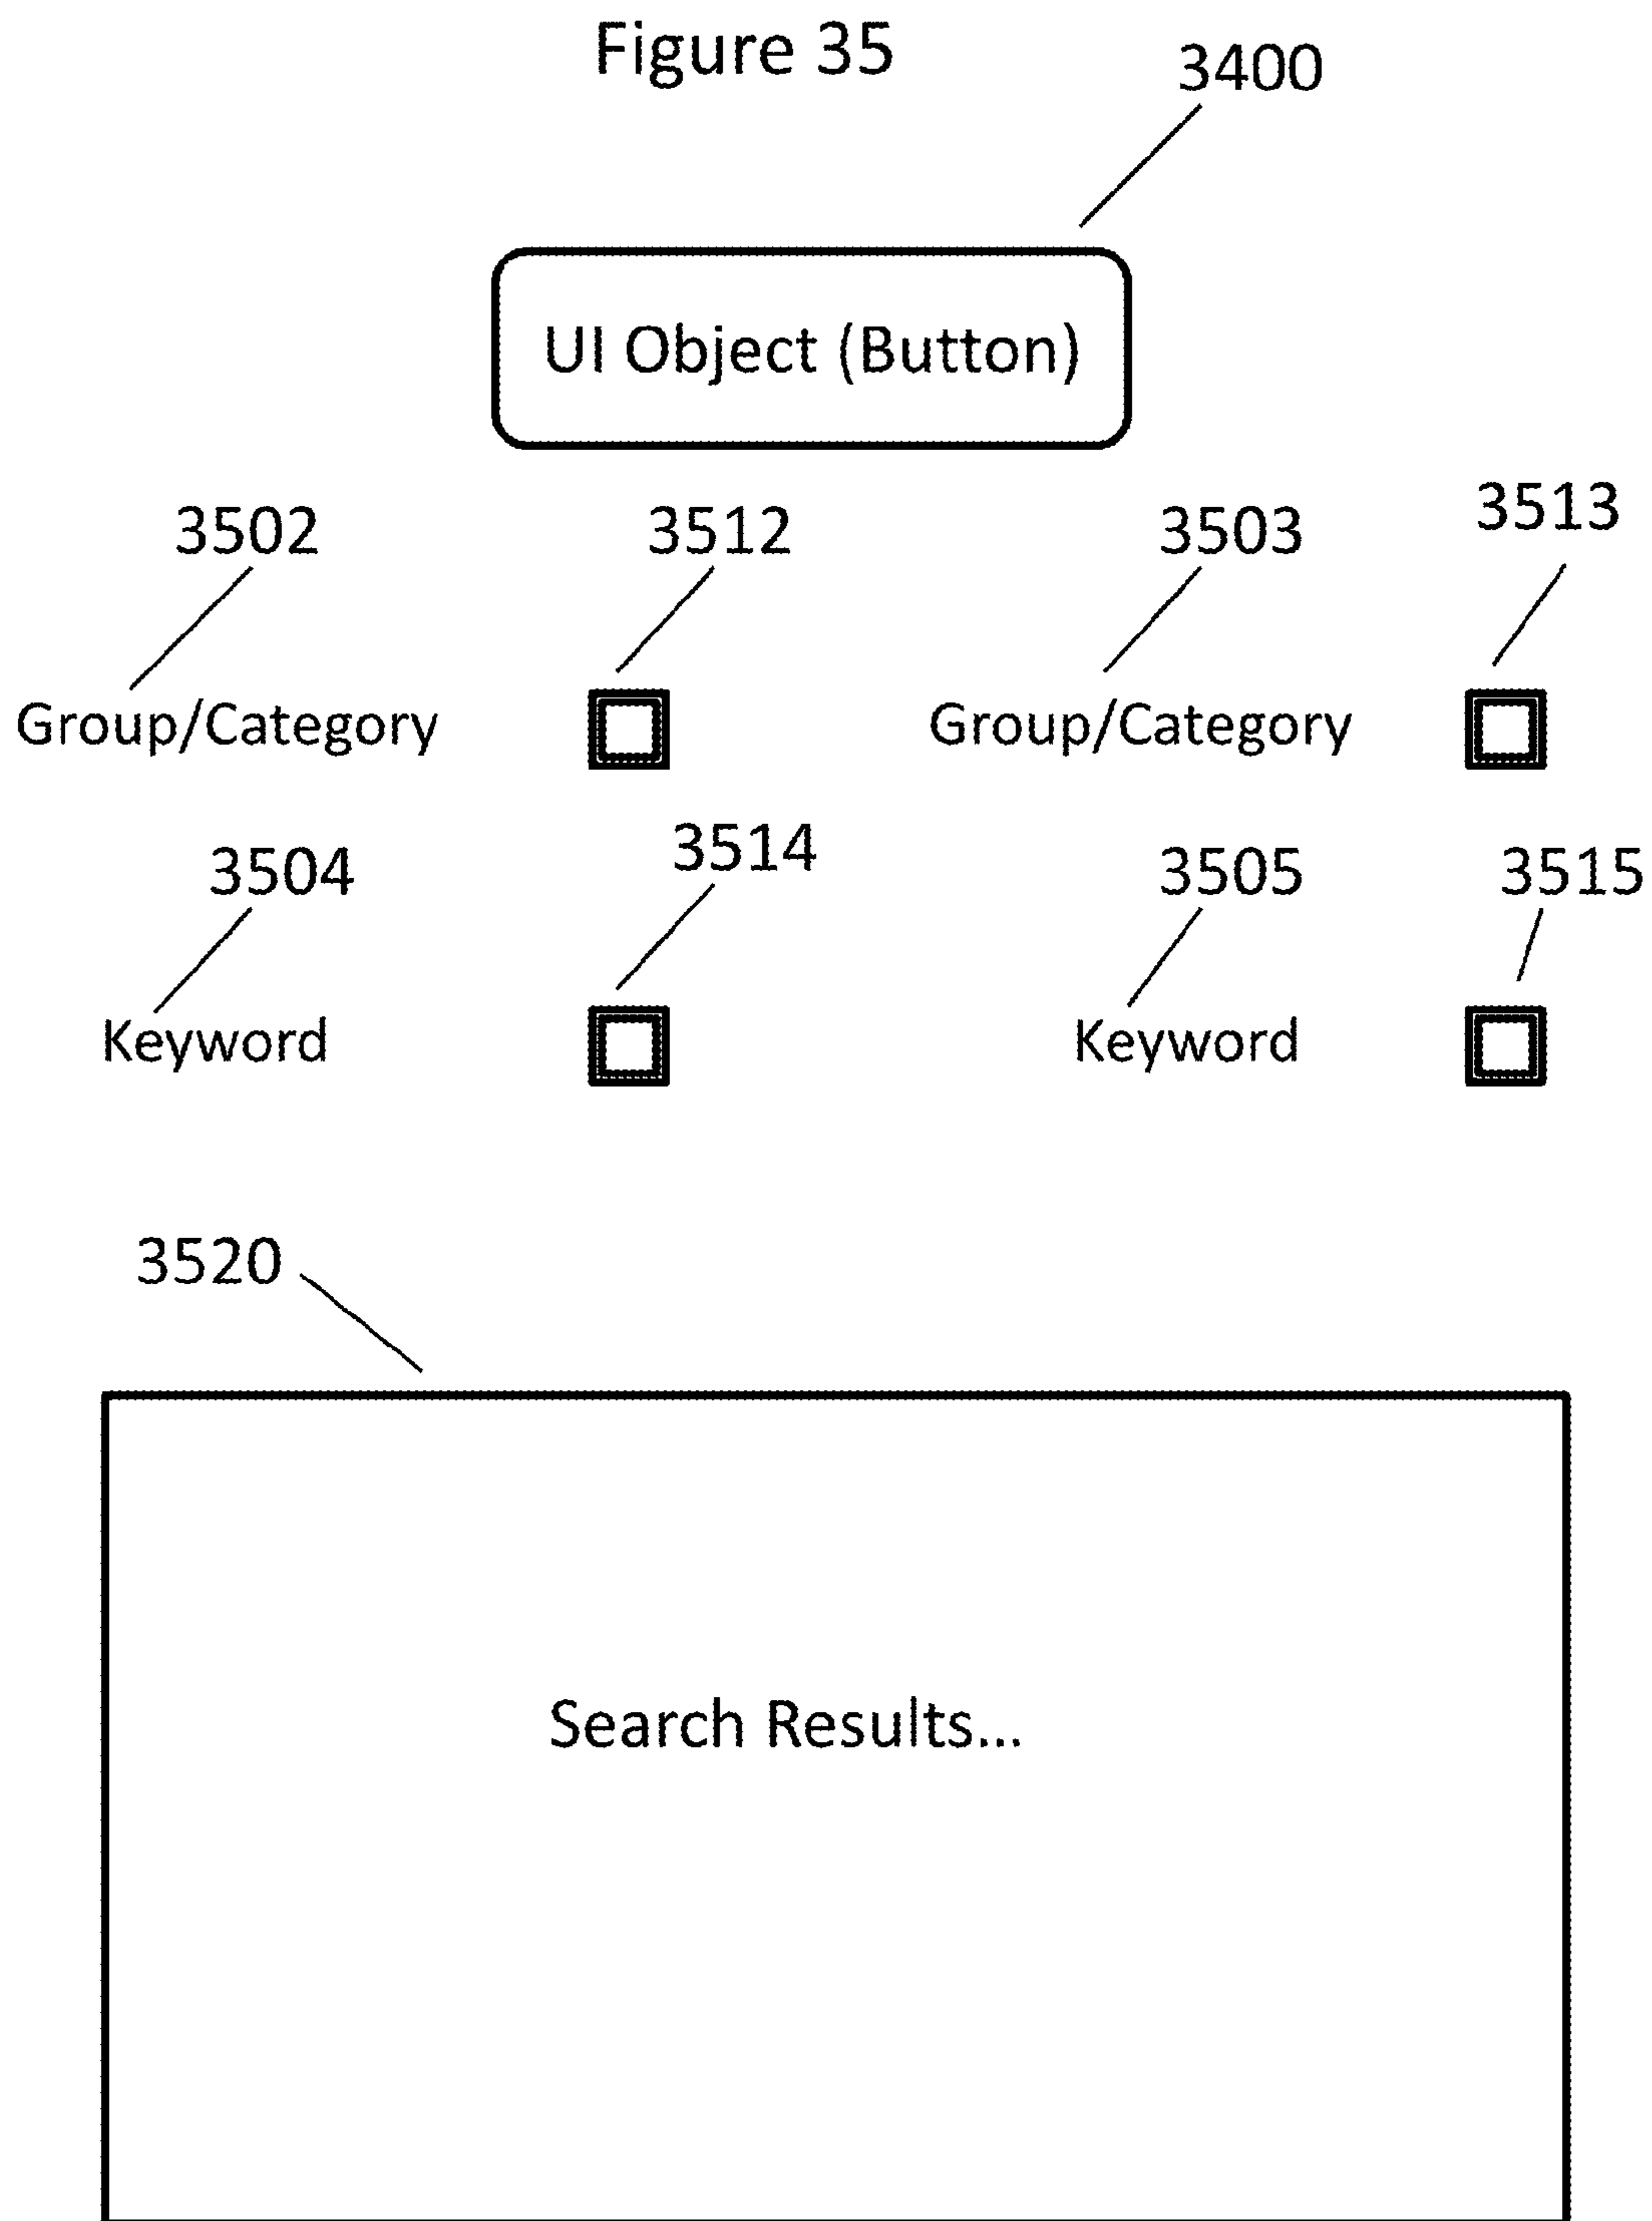 Figure 35
3400
UI Object (Button)
3502 3512 3503 3513
Group/Category Group/Category
3504 3514 3505 3515
Keyword Keyword
3520
Search Results...